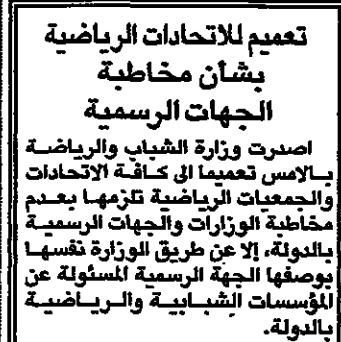 تعميم للاتحادات الرياضية
بشأن مخاطبة
الجهات الرسمية
اصدرت وزارة الشباب والرياضة
بالامس تعميما الى كافة الاتحادات
والجمعيات الرياضية تلزمها بعدم
مخاطبة الوزارات والجهات الرسمية
بالدولة، إلا عن طريق الوزارة نفسها
بوصفها الجهة الرسمية المسئولة عن
المؤسسات الشبابية والرياضية
بالدولة.